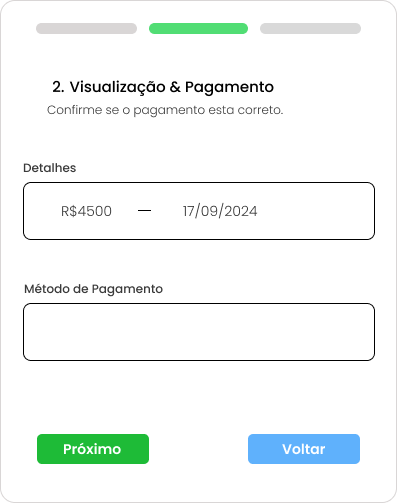 2. Visualização & Pagamento
Confirme se o pagamento esta correto.
Detalhes
R$4500 — 17/09/2024
Método de Pagamento
Próximo Voltar